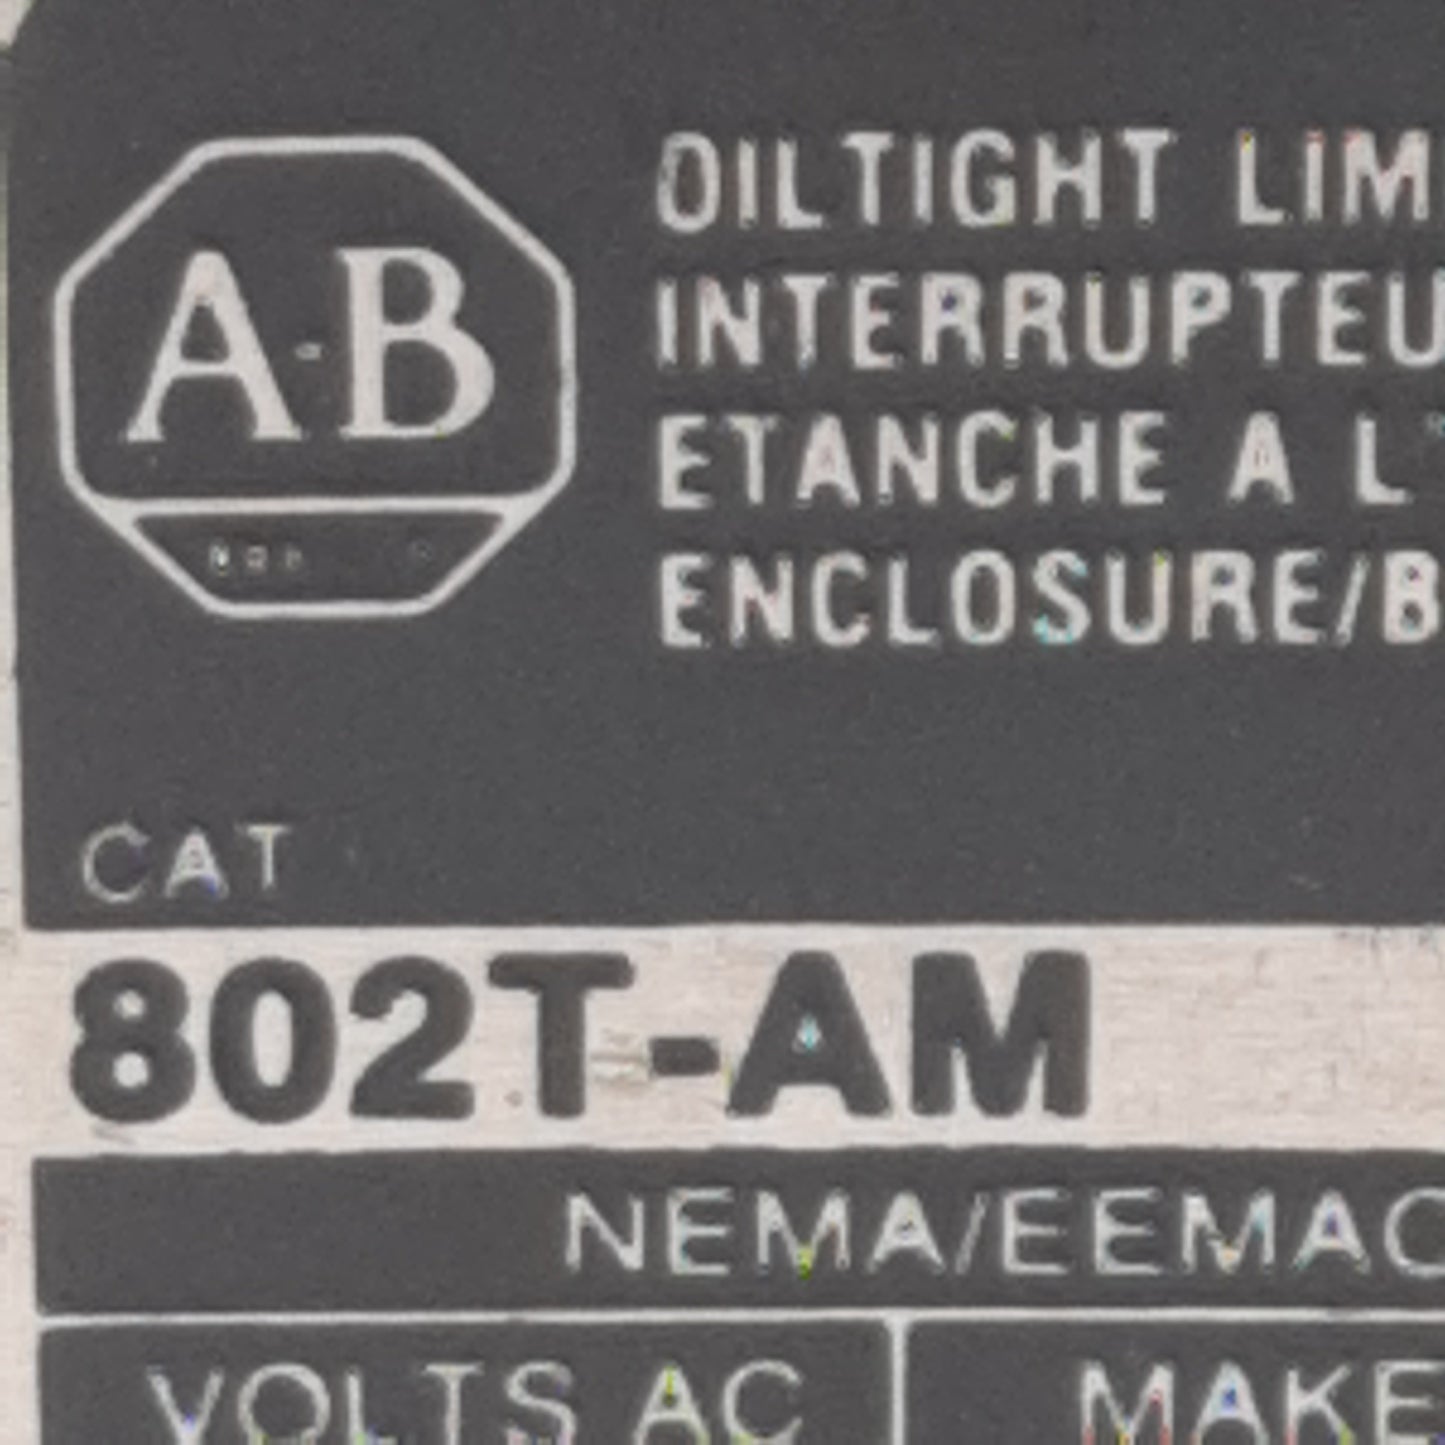 A-B
OILTIGHT LIM
INTERRUPTEU
ETANCHE A L'
ENCLOSURE/B
CAT
802T-AM
NEMA/EEMAC
VOLTS AC
MAKE